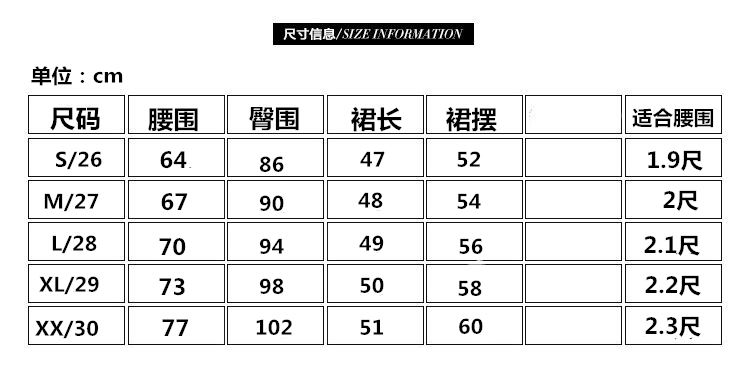 尺寸信息/SIZE INFORMATION
单位：cm
尺码 腰围 臀围 裙长 裙摆 适合腰围
S/26 64 86 47 52 1.9尺
M/27 67 90 48 54 2尺
L/28 70 94 49 56 2.1尺
XL/29 73 98 50 58 2.2尺
XX/30 77 102 51 60 2.3尺